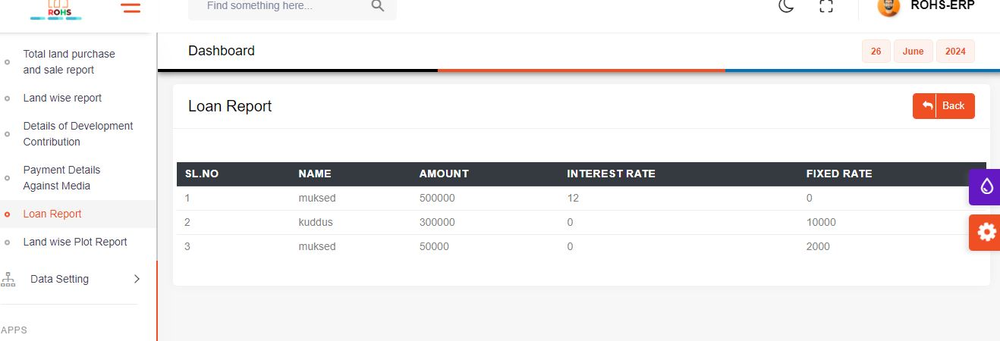 ROHS
Find something here...
ROHS-ERP
Total land purchase
and sale report
Land wise report
Details of Development
Contribution
Payment Details
Against Media
Loan Report
Land wise Plot Report
Data Setting
APPS
Dashboard
26 June 2024
Loan Report
Back
SL.NO NAME AMOUNT INTEREST RATE FIXED RATE
1 muksed 500000 12 0
2 kuddus 300000 0 10000
3 muksed 50000 0 2000